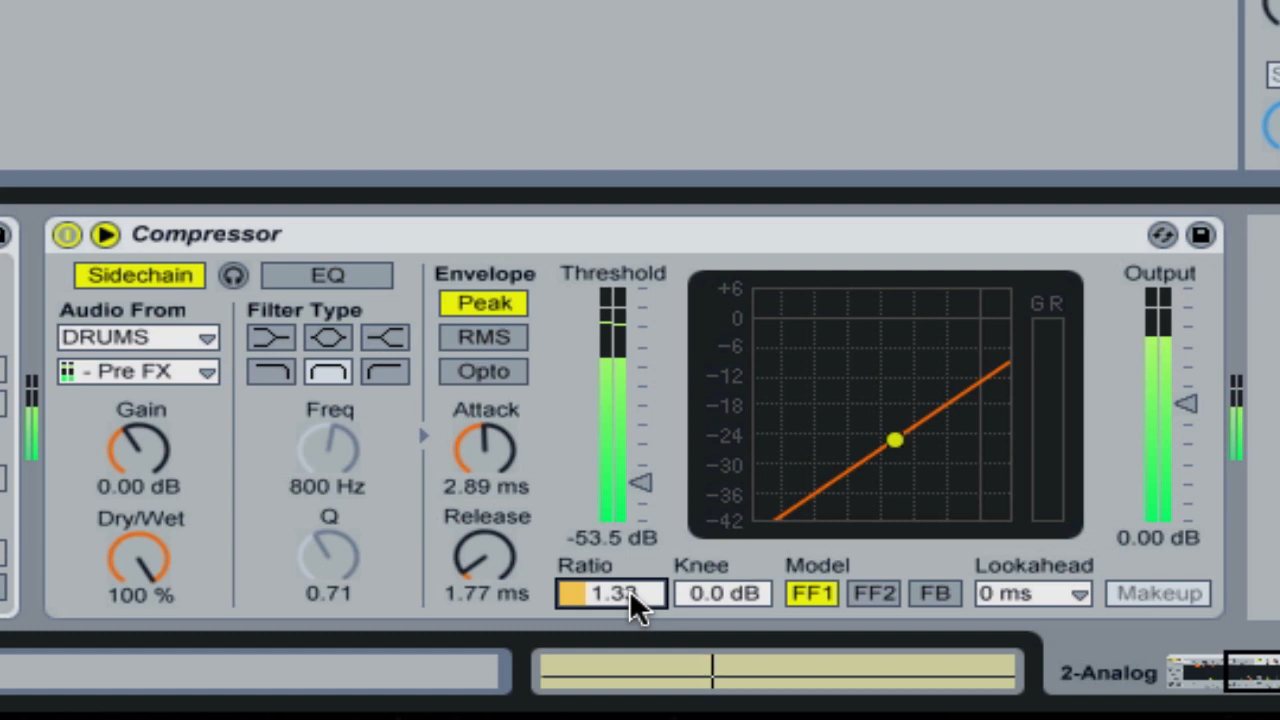 Compressor
Sidechain EQ Envelope Threshold Output
Audio From Filter Type Peak
DRUMS RMS
- Pre FX Opto
+6
0
-6
-12
-18
-24
-30
-36
-42
GR
Gain Freq Attack
0.00 dB 800 Hz 2.89 ms
Dry/Wet Q Release
100 % 0.71 1.77 ms
-53.5 dB 0.00 dB
Ratio Knee Model Lookahead
0.0 dB FF1 FF2 FB 0 ms Makeup
2-Analog